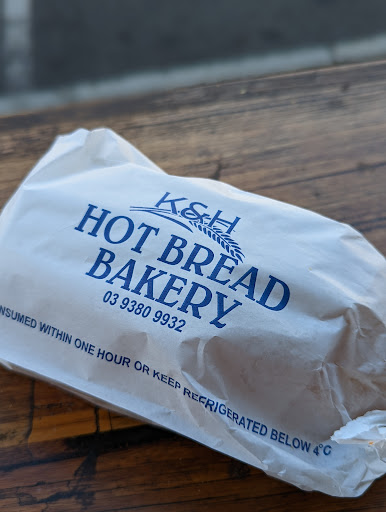 K&H
HOT BREAD
BAKERY
03 9380 9932
NSUMED WITHIN ONE HOUR OR KEEP REFRIGERATED BELOW 4°C